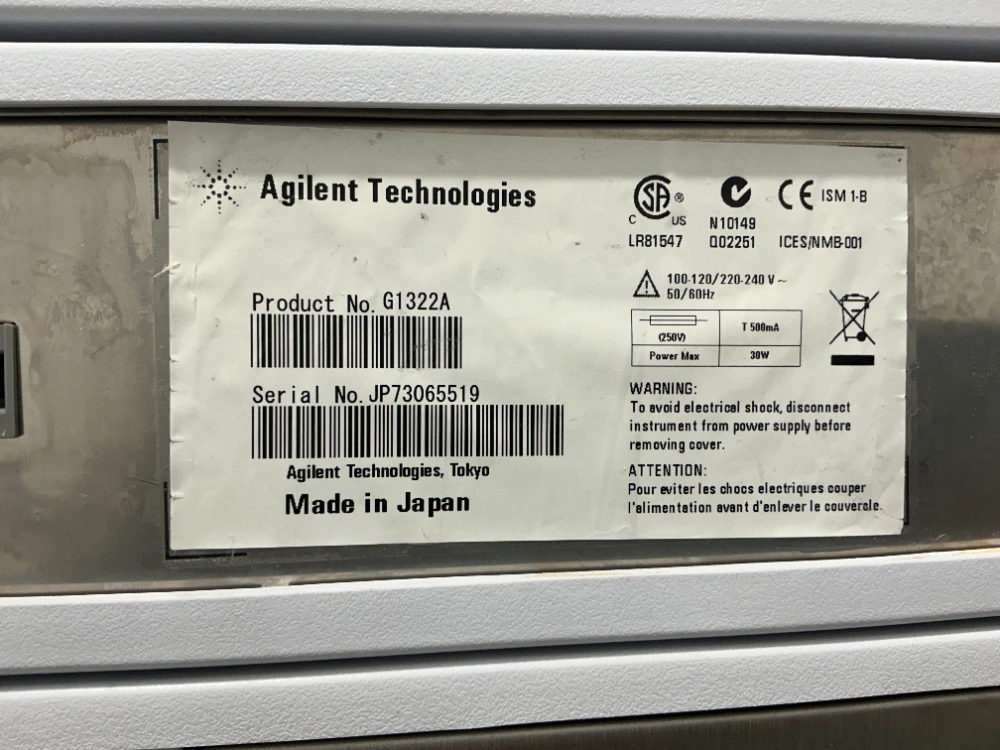 Agilent Technologies
Product No. G1322A
Serial No. JP73065519
Agilent Technologies, Tokyo
Made in Japan
SA ®
C US
LR81547
N10149
Q02251
CE ISM 1-B
ICES/NMB-001
100-120/220-240 V ~
50/60Hz
(250V) T 500mA
Power Max 30W
WARNING:
To avoid electrical shock, disconnect
instrument from power supply before
removing cover.
ATTENTION:
Pour eviter les chocs electriques couper
l'alimentation avant d'enlever le couvercle.